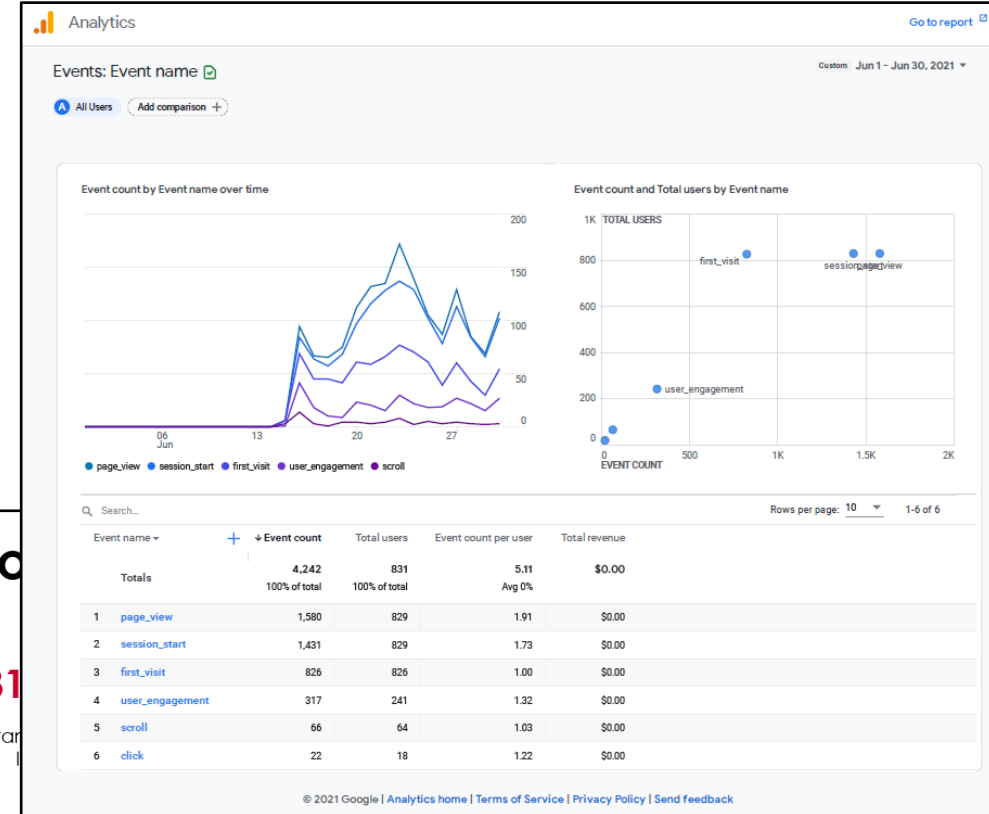 Analytics
Go to report
Events: Event name
Custom Jun 1 - Jun 30, 2021
A All Users Add comparison +
Event count by Event name over time
200
150
100
50
0
06 Jun
13
20
27
page_view session_start first_visit user_engagement scroll
Event count and Total users by Event name
1K TOTAL USERS
800
600
400
200
0
first_visit
session_start page_view
user_engagement
0 500 1K 1.5K 2K
EVENT COUNT
Search...
Rows per page: 10 1-6 of 6
Event name + ↓ Event count Total users Event count per user Total revenue
Totals 4,242 831 5.11 $0.00
100% of total 100% of total Avg 0%
1 page_view 1,580 829 1.91 $0.00
2 session_start 1,431 829 1.73 $0.00
3 first_visit 826 826 1.00 $0.00
4 user_engagement 317 241 1.32 $0.00
5 scroll 66 64 1.03 $0.00
6 click 22 18 1.22 $0.00
© 2021 Google | Analytics home | Terms of Service | Privacy Policy | Send feedback